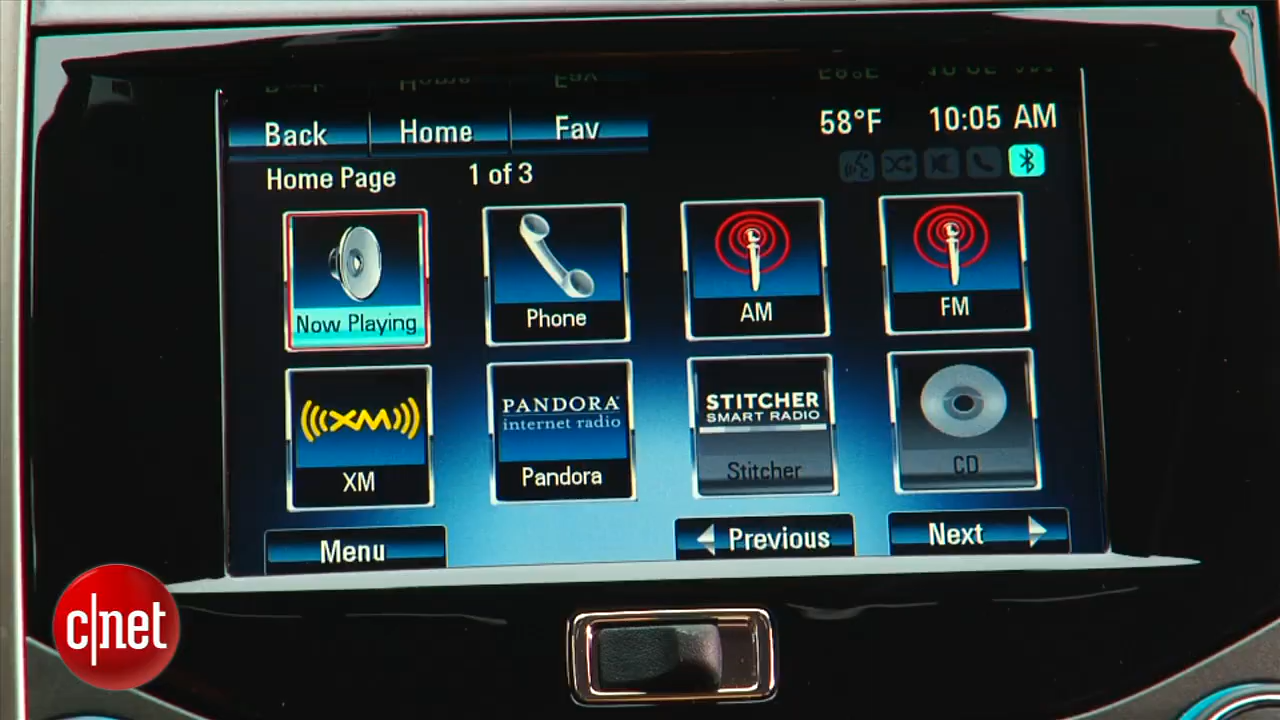 Back Home Fav 58°F 10:05 AM
Home Page 1 of 3
Now Playing
Phone
AM
FM
XM
XM
PANDORA
internet radio
Pandora
STITCHER
SMART RADIO
Stitcher
CD
Menu
Previous
Next
c|net